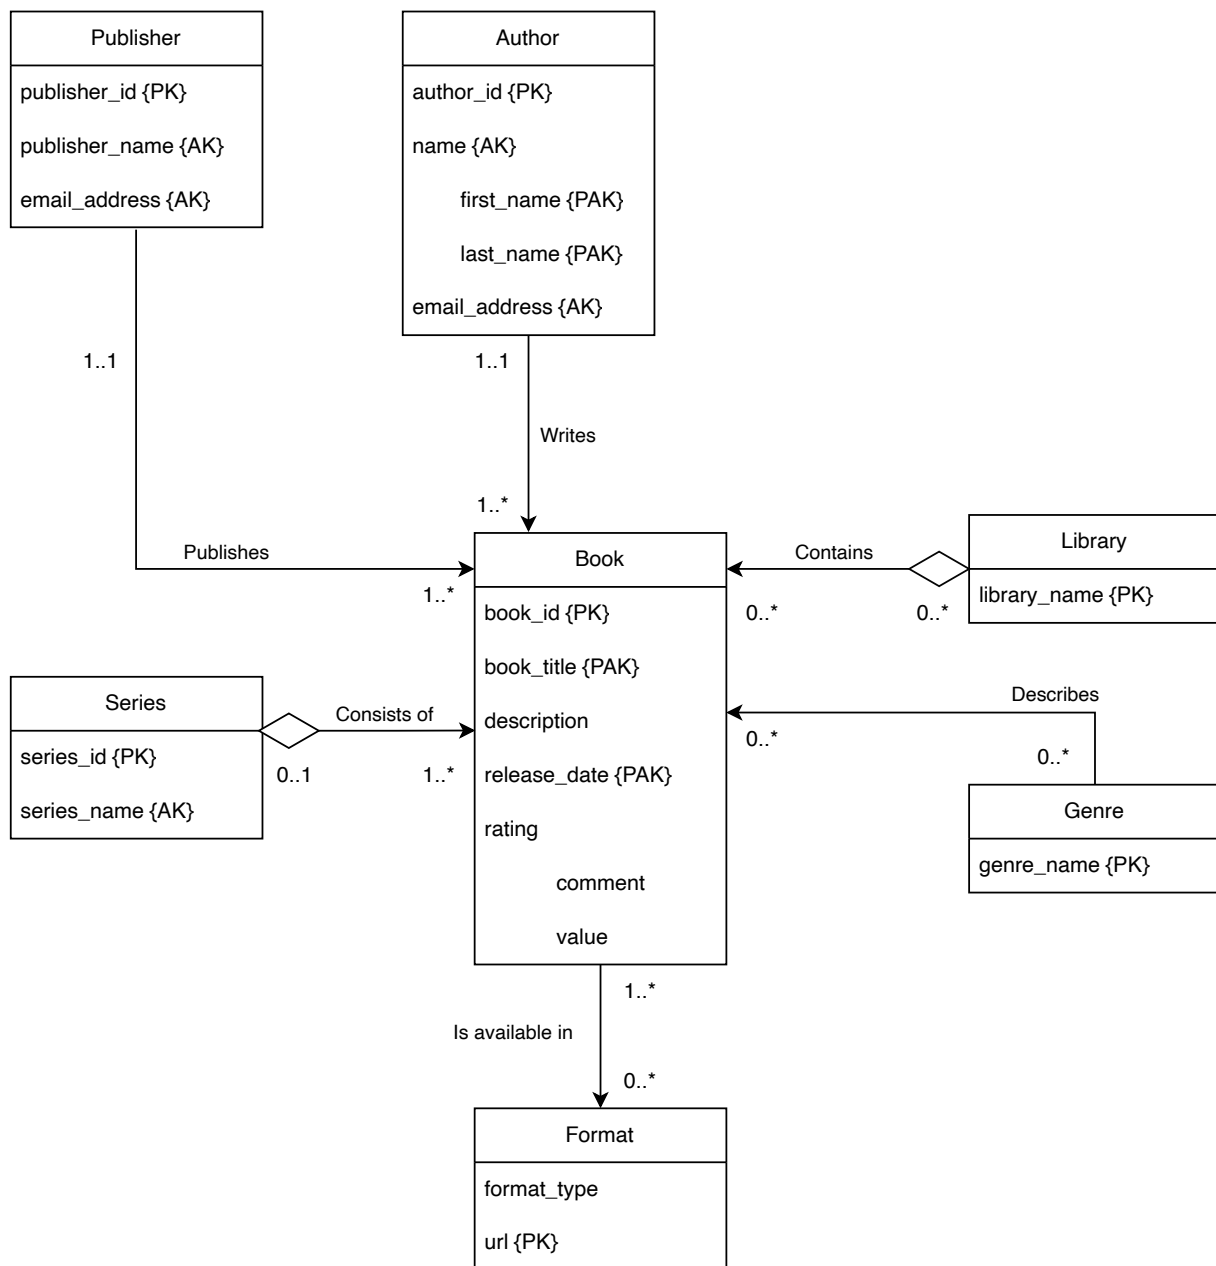 Publisher
publisher_id {PK}
publisher_name {AK}
email_address {AK}
Author
author_id {PK}
name {AK}
first_name {PAK}
last_name {PAK}
email_address {AK}
1..1
1..1
Writes
1..*
Publishes
1..*
Book
book_id {PK}
book_title {PAK}
description
release_date {PAK}
rating
comment
value
Contains
0..*
0..*
Library
library_name {PK}
Series
series_id {PK}
series_name {AK}
Consists of
0..1
1..*
Describes
0..*
0..*
Genre
genre_name {PK}
1..*
Is available in
0..*
Format
format_type
url {PK}